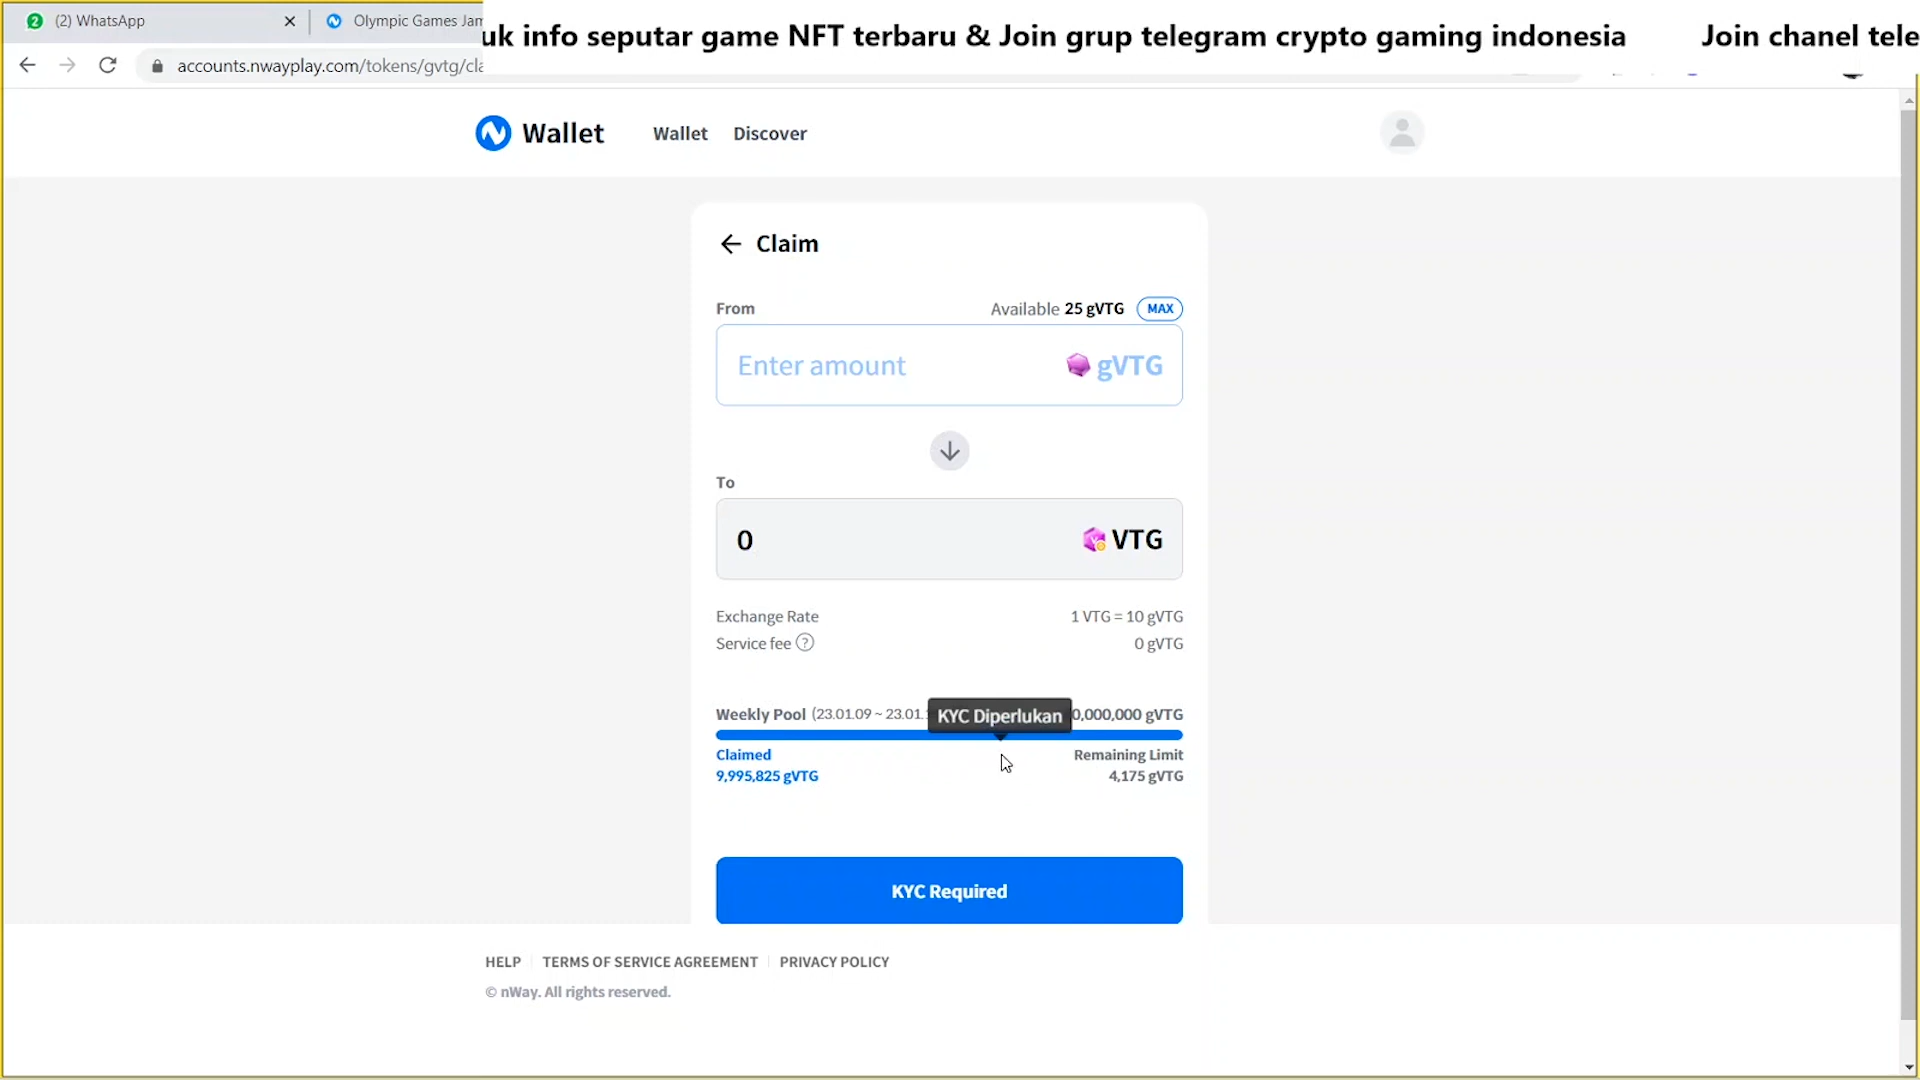 (2) WhatsApp
Olympic Games Jam
uk info seputar game NFT terbaru & Join grup telegram crypto gaming indonesia
Join chanel tele
accounts.nwayplay.com/tokens/gvtg/cla
Wallet
Wallet
Discover
Claim
From
Available 25 gVTG
MAX
Enter amount
gVTG
To
0
VTG
Exchange Rate
1 VTG = 10 gVTG
Service fee ?
0 gVTG
Weekly Pool (23.01.09 ~ 23.01.
KYC Diperlukan
0,000,000 gVTG
Claimed
Remaining Limit
9,995,825 gVTG
4,175 gVTG
KYC Required
HELP
TERMS OF SERVICE AGREEMENT
PRIVACY POLICY
© nWay. All rights reserved.